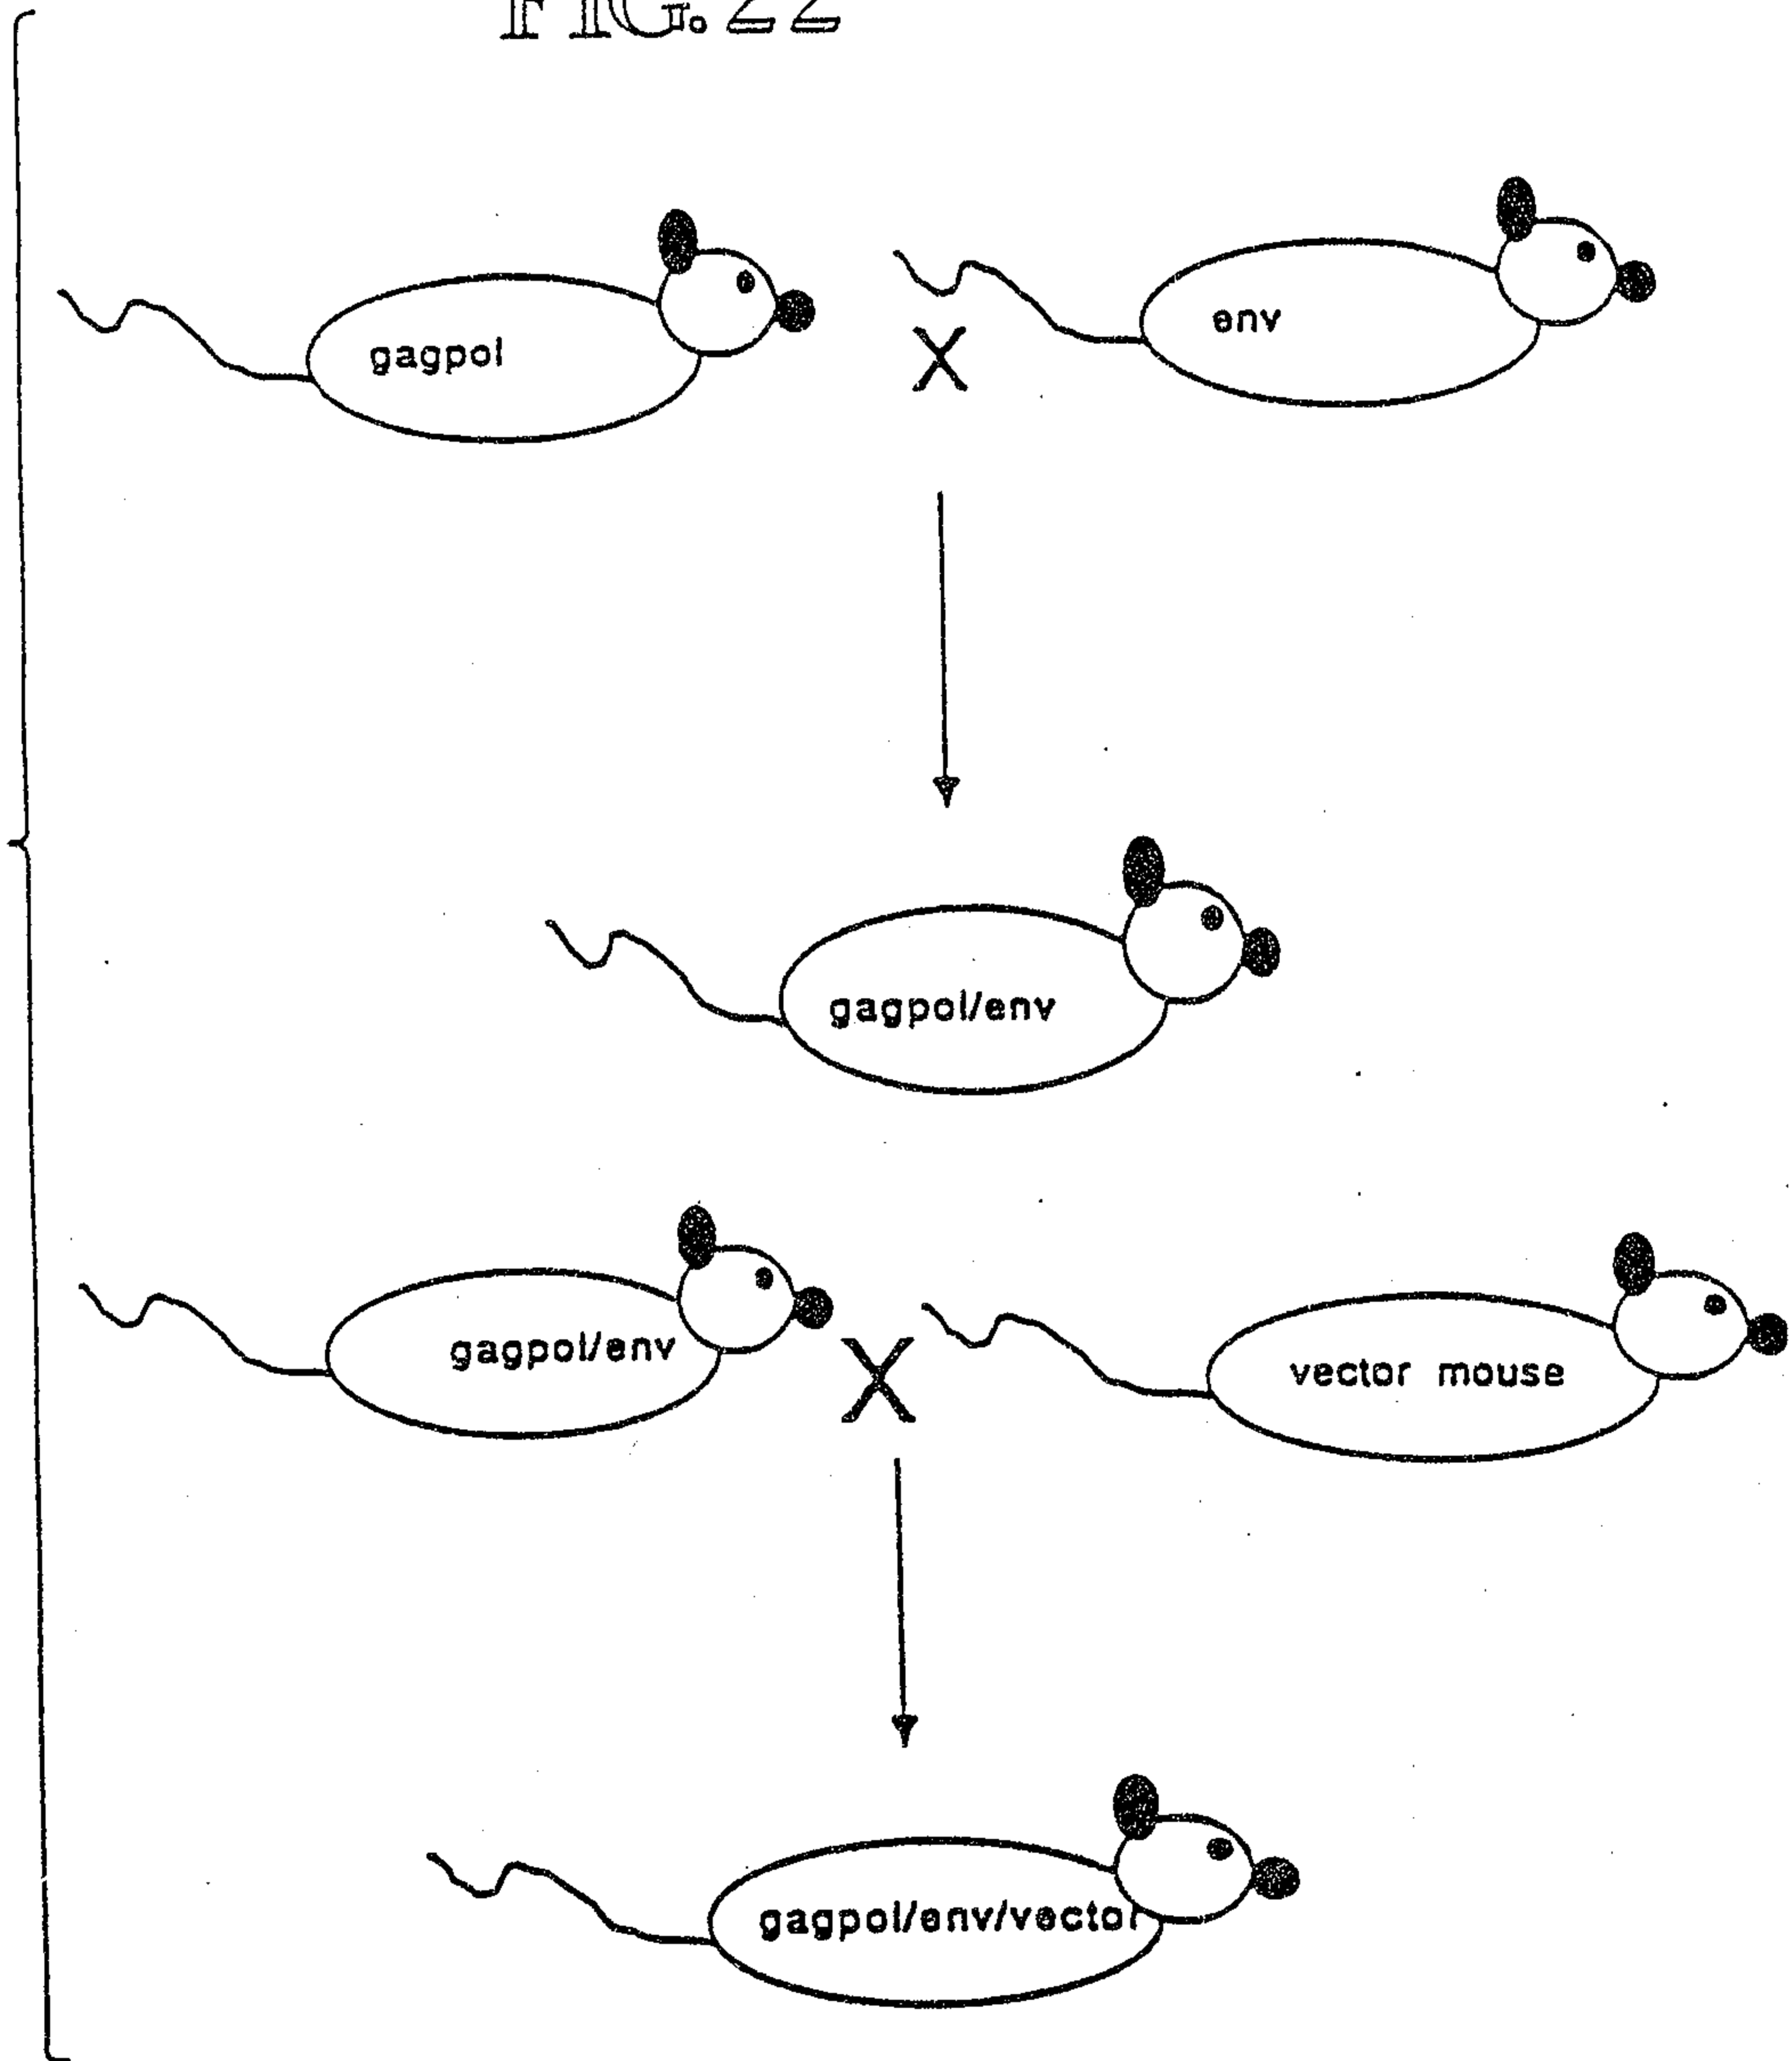 FIG. 22
gagpol
X
env
gagpol/env
gagpol/env
X
vector mouse
gagpol/env/vector